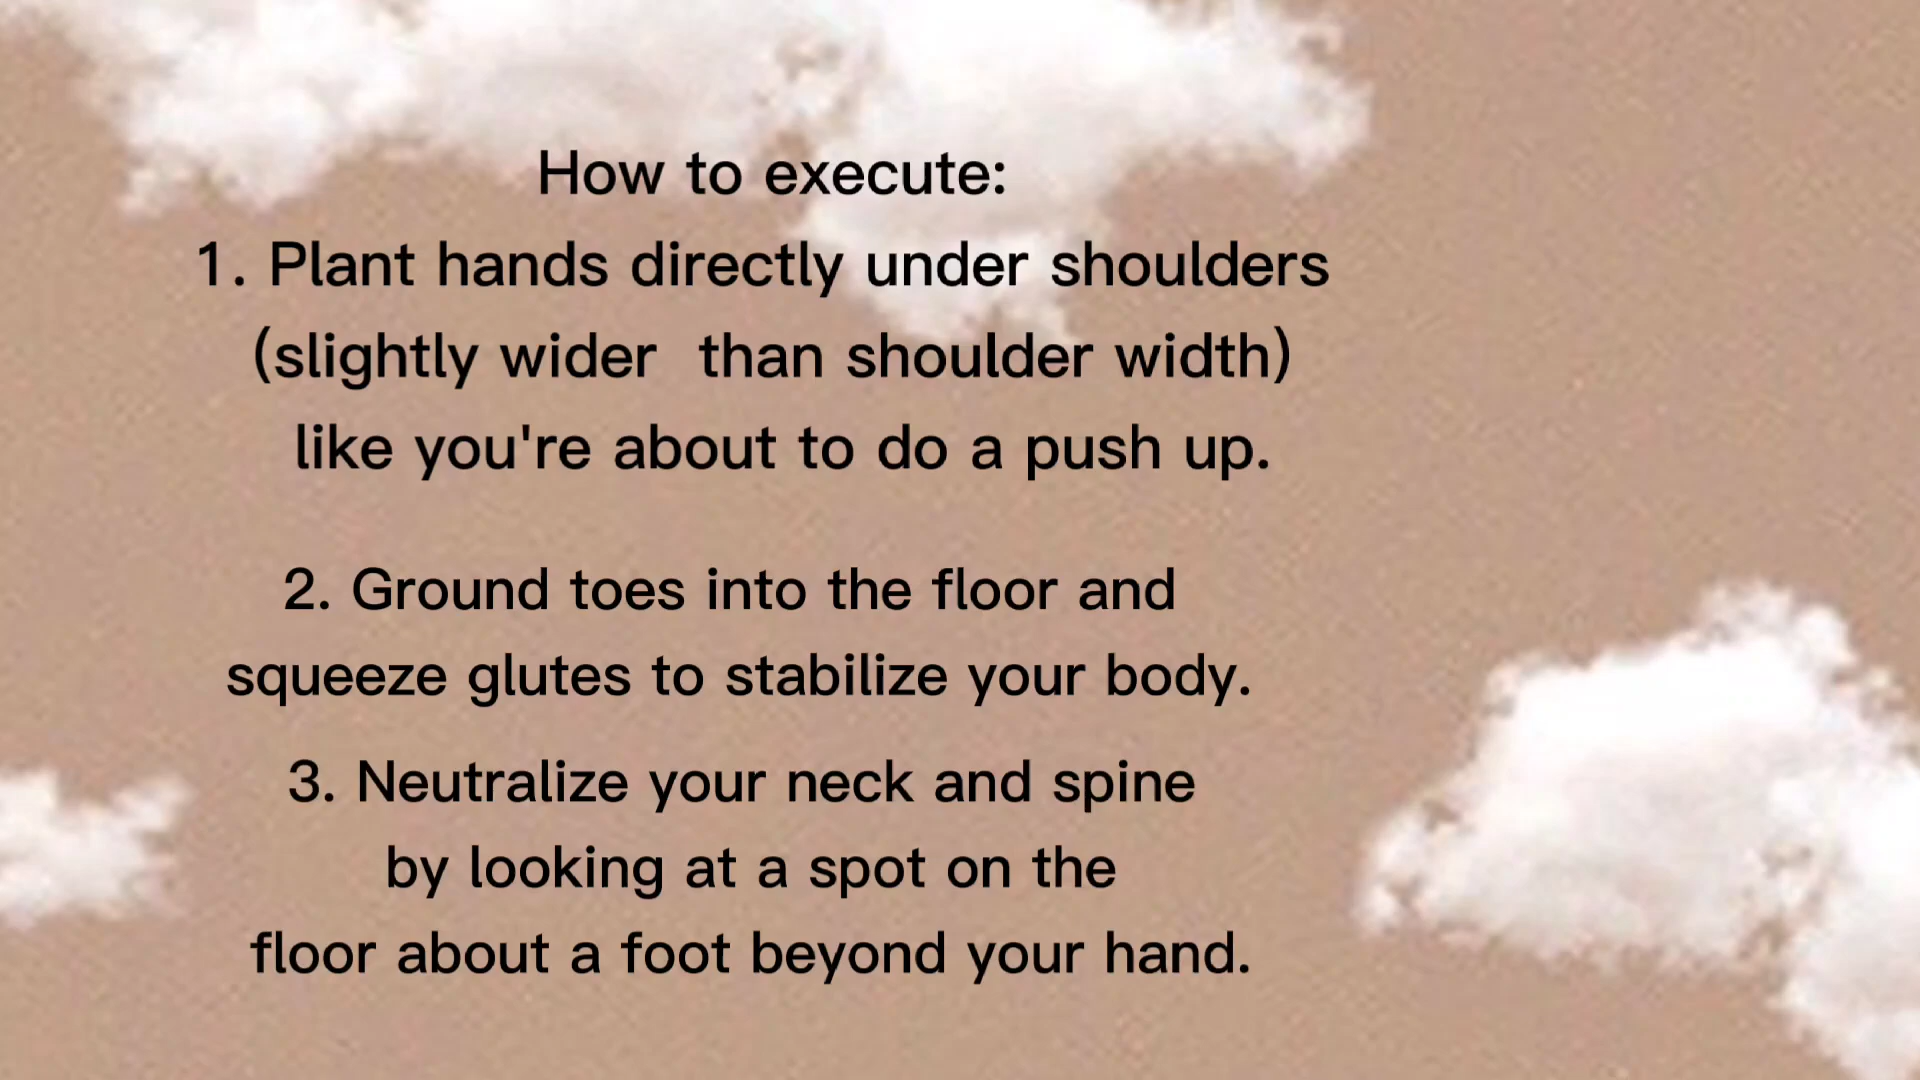 How to execute:
1. Plant hands directly under shoulders
(slightly wider  than shoulder width)
like you're about to do a push up.
2. Ground toes into the floor and
squeeze glutes to stabilize your body.
3. Neutralize your neck and spine
by looking at a spot on the
floor about a foot beyond your hand.